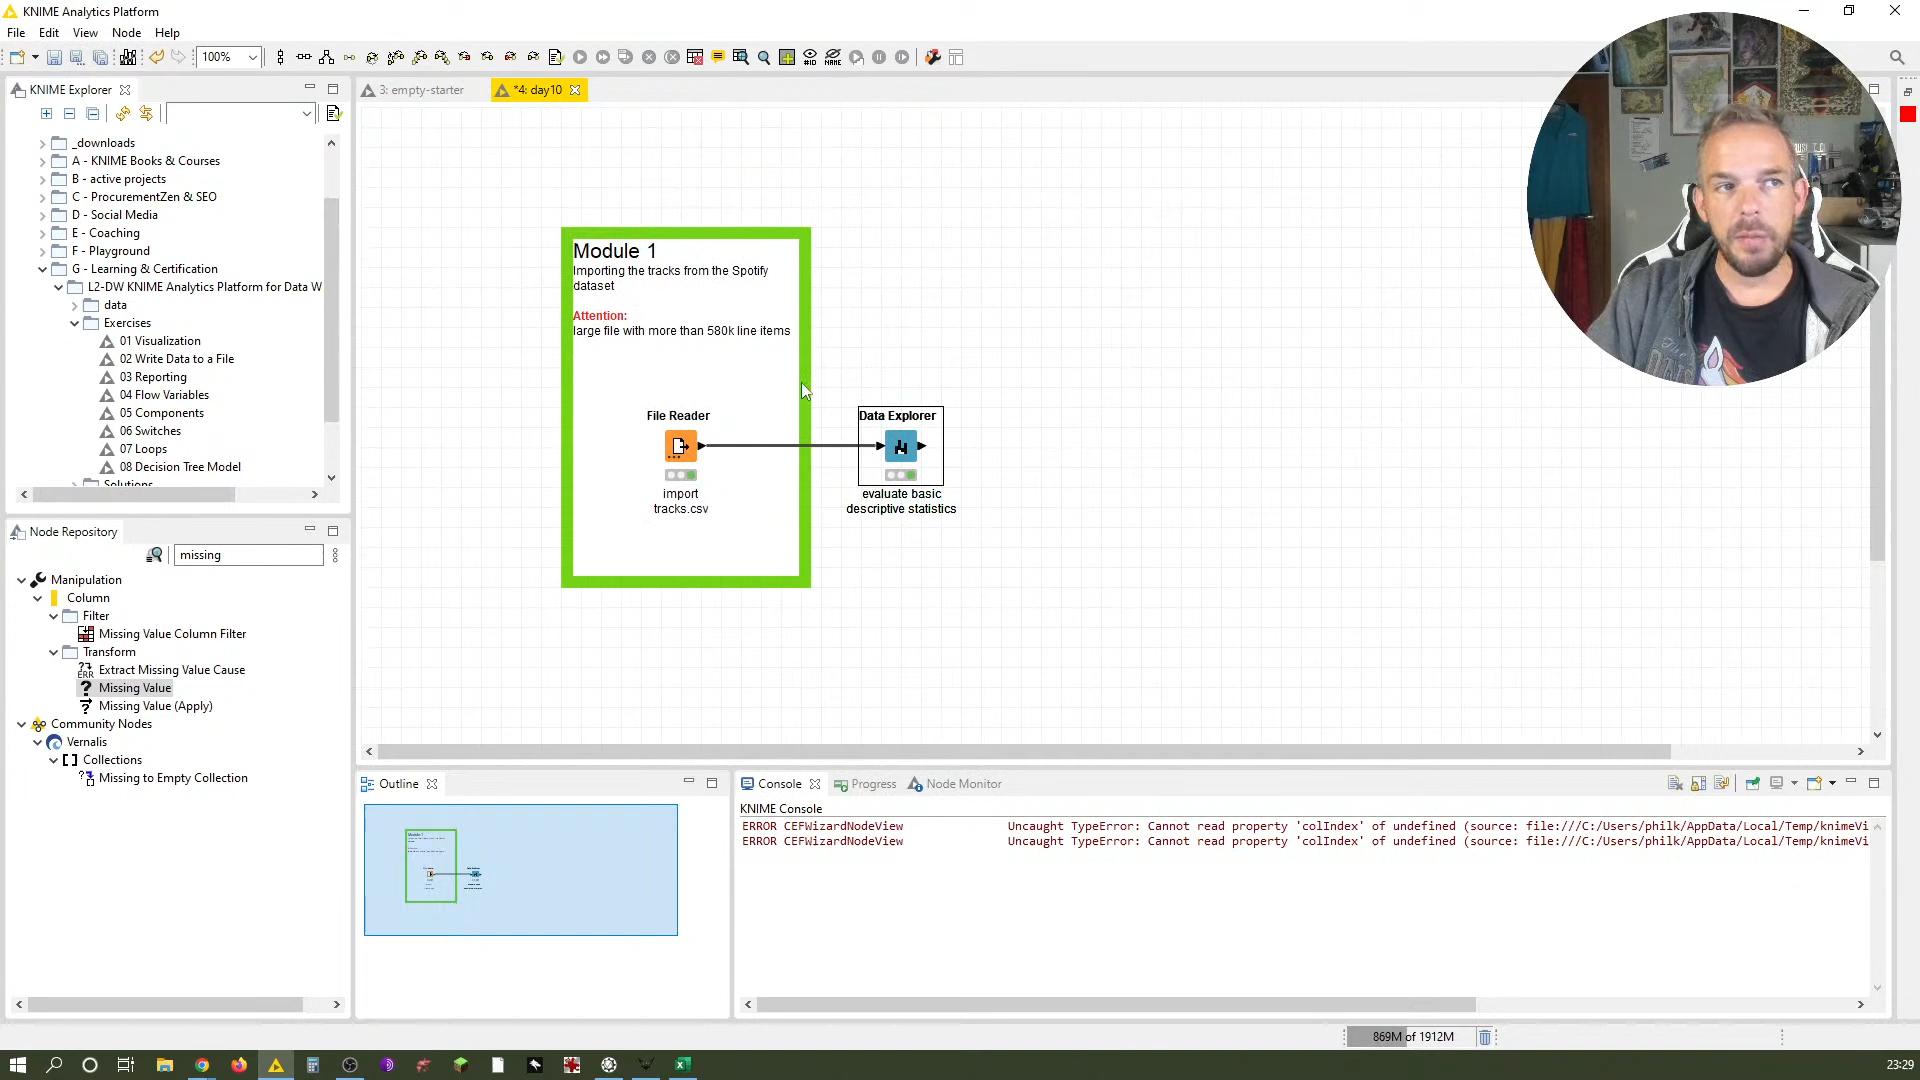 KNIME Analytics Platform
File Edit View Node Help
100%
#ID
NAME
KNIME Explorer
3: empty-starter
*4: day10
_downloads
A - KNIME Books & Courses
B - active projects
C - ProcurementZen & SEO
D - Social Media
E - Coaching
F - Playground
G - Learning & Certification
L2-DW KNIME Analytics Platform for Data W
data
Exercises
01 Visualization
02 Write Data to a File
03 Reporting
04 Flow Variables
05 Components
06 Switches
07 Loops
08 Decision Tree Model
Solutions
Module 1
Importing the tracks from the Spotify
dataset
Attention:
large file with more than 580k line items
File Reader
import
tracks.csv
Data Explorer
evaluate basic
descriptive statistics
Node Repository
missing
Manipulation
Column
Filter
Missing Value Column Filter
Transform
ERR
Extract Missing Value Cause
Missing Value
Missing Value (Apply)
Community Nodes
Vernalis
Collections
Missing to Empty Collection
Outline
Console
Progress
Node Monitor
KNIME Console
ERROR CEFWizardNodeView Uncaught TypeError: Cannot read property 'colIndex' of undefined (source: file:///C:/Users/philk/AppData/Local/Temp/knimeVi
ERROR CEFWizardNodeView Uncaught TypeError: Cannot read property 'colIndex' of undefined (source: file:///C:/Users/philk/AppData/Local/Temp/knimeVi
869M of 1912M
23:29